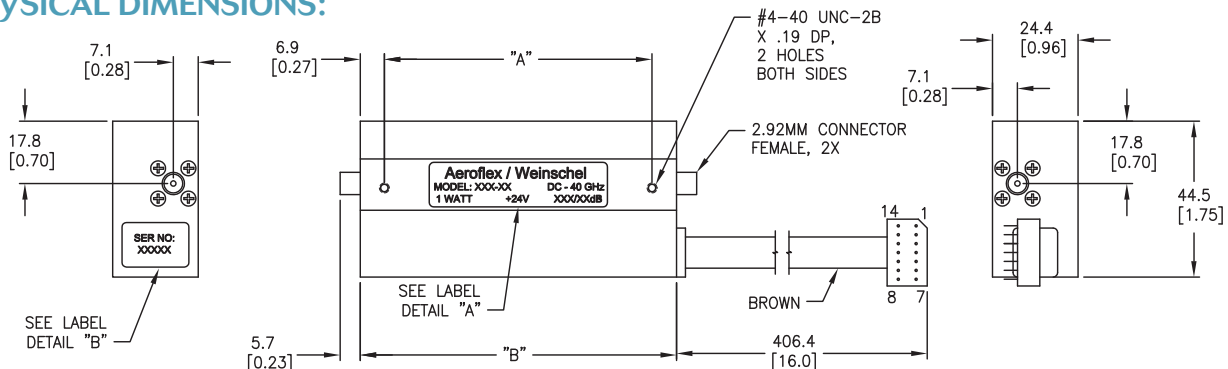 YSICAL DIMENSIONS:
7.1
[0.28]
17.8
[0.70]
SER NO:
XXXXX
SEE LABEL
DETAIL "B"
6.9
[0.27]
"A"
#4-40 UNC-2B
X .19 DP,
2 HOLES
BOTH SIDES
2.92MM CONNECTOR
FEMALE, 2X
Aeroflex / Weinschel
MODEL: XXX-XX DC - 40 GHz
1 WATT +24V XXX/XXdB
SEE LABEL
DETAIL "A"
5.7
[0.23]
"B"
14 1
8 7
BROWN
406.4
[16.0]
24.4
[0.96]
7.1
[0.28]
17.8
[0.70]
44.5
[1.75]